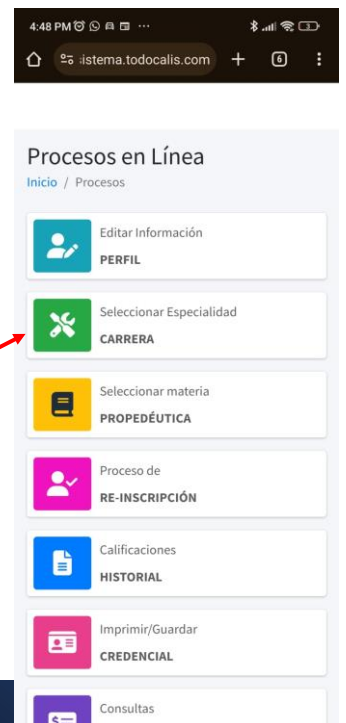 4:48 PM
3
istema.todocalis.com
6
Procesos en Línea
Inicio / Procesos
Editar Información
PERFIL
Seleccionar Especialidad
CARRERA
Seleccionar materia
PROPEDÉUTICA
Proceso de
RE-INSCRIPCIÓN
Calificaciones
HISTORIAL
Imprimir/Guardar
CREDENCIAL
Consultas